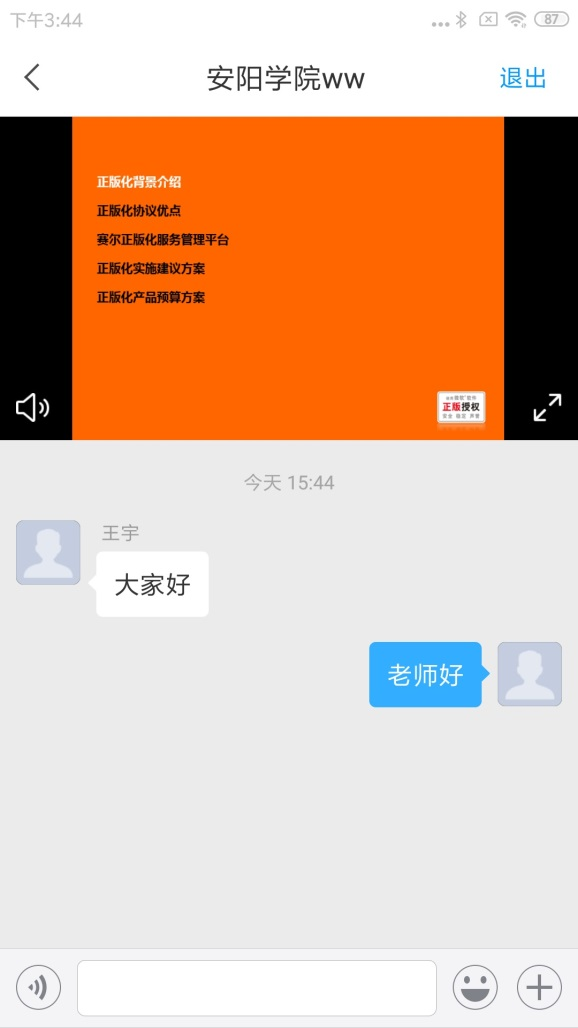 下午3:44
87
安阳学院ww
退出
正版化背景介绍
正版化协议优点
赛尔正版化服务管理平台
正版化实施建议方案
正版化产品预算方案
正版授权
今天 15:44
王宇
大家好
老师好